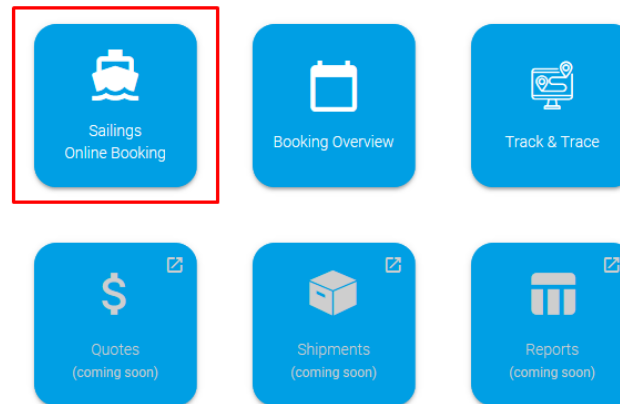 Sailings
Online Booking
Booking Overview
Track & Trace
Quotes
(coming soon)
Shipments
(coming soon)
Reports
(coming soon)